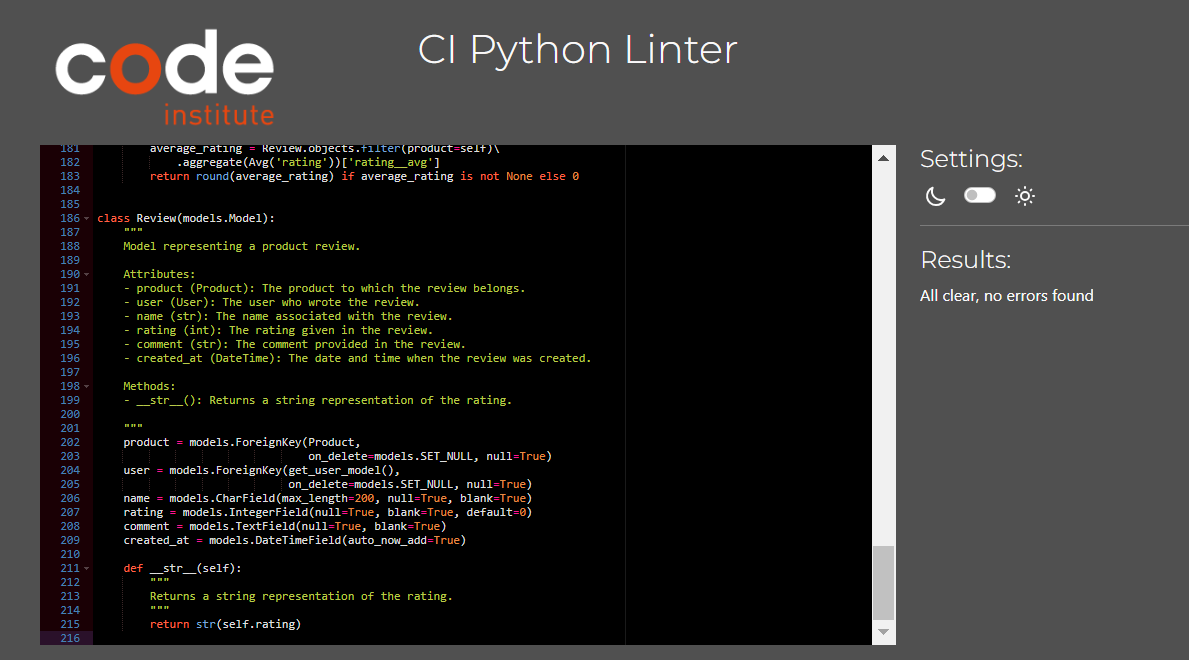 code
institute
CI Python Linter
181 average_rating = Review.objects.filter(product=self)\
182 .aggregate(Avg('rating'))['rating__avg']
183 return round(average_rating) if average_rating is not None else 0
184
185
186 class Review(models.Model):
187 """
188 Model representing a product review.
189
190 Attributes:
191 - product (Product): The product to which the review belongs.
192 - user (User): The user who wrote the review.
193 - name (str): The name associated with the review.
194 - rating (int): The rating given in the review.
195 - comment (str): The comment provided in the review.
196 - created_at (DateTime): The date and time when the review was created.
197
198 Methods:
199 - __str__(): Returns a string representation of the rating.
200
201 """
202 product = models.ForeignKey(Product,
203 on_delete=models.SET_NULL, null=True)
204 user = models.ForeignKey(get_user_model(),
205 on_delete=models.SET_NULL, null=True)
206 name = models.CharField(max_length=200, null=True, blank=True)
207 rating = models.IntegerField(null=True, blank=True, default=0)
208 comment = models.TextField(null=True, blank=True)
209 created_at = models.DateTimeField(auto_now_add=True)
210
211 def __str__(self):
212 """
213 Returns a string representation of the rating.
214 """
215 return str(self.rating)
216
Settings:
Results:
All clear, no errors found